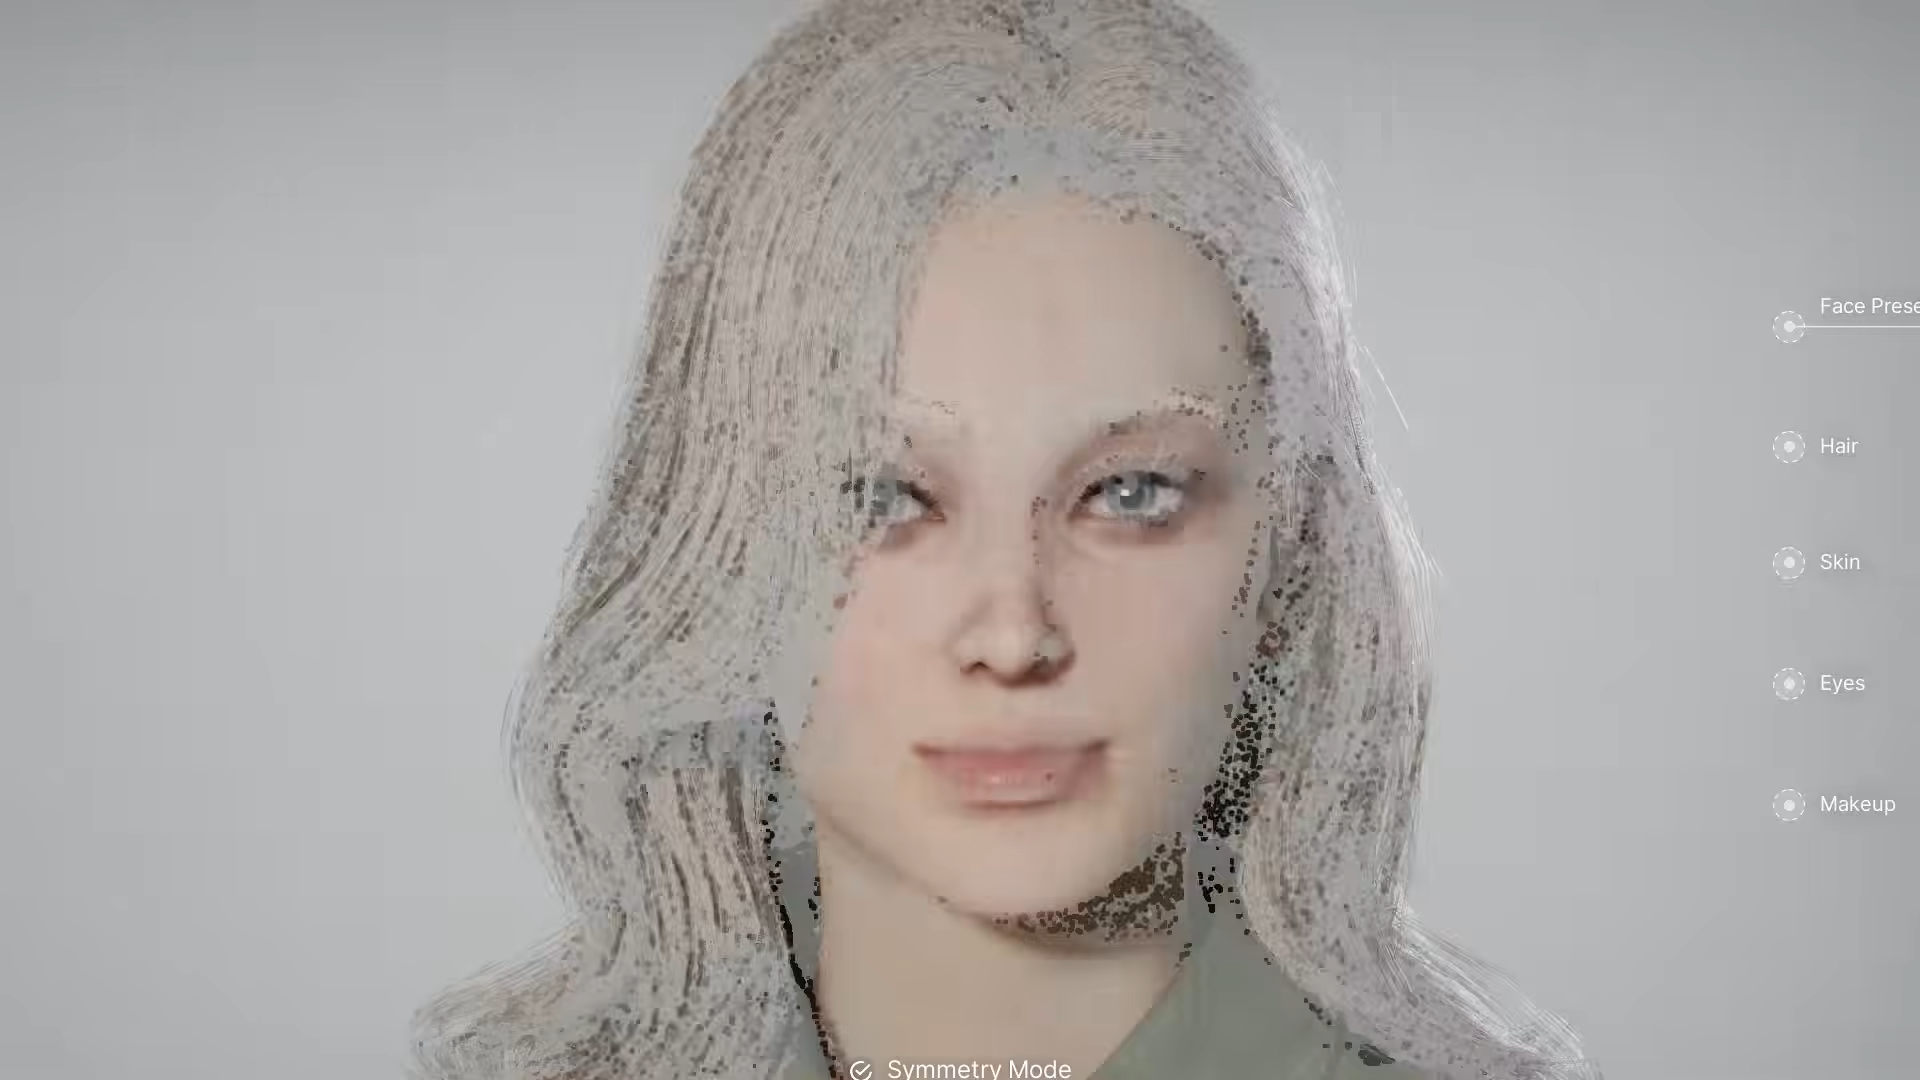 Face Prese
Hair
Skin
Eyes
Makeup
Symmetry Mode